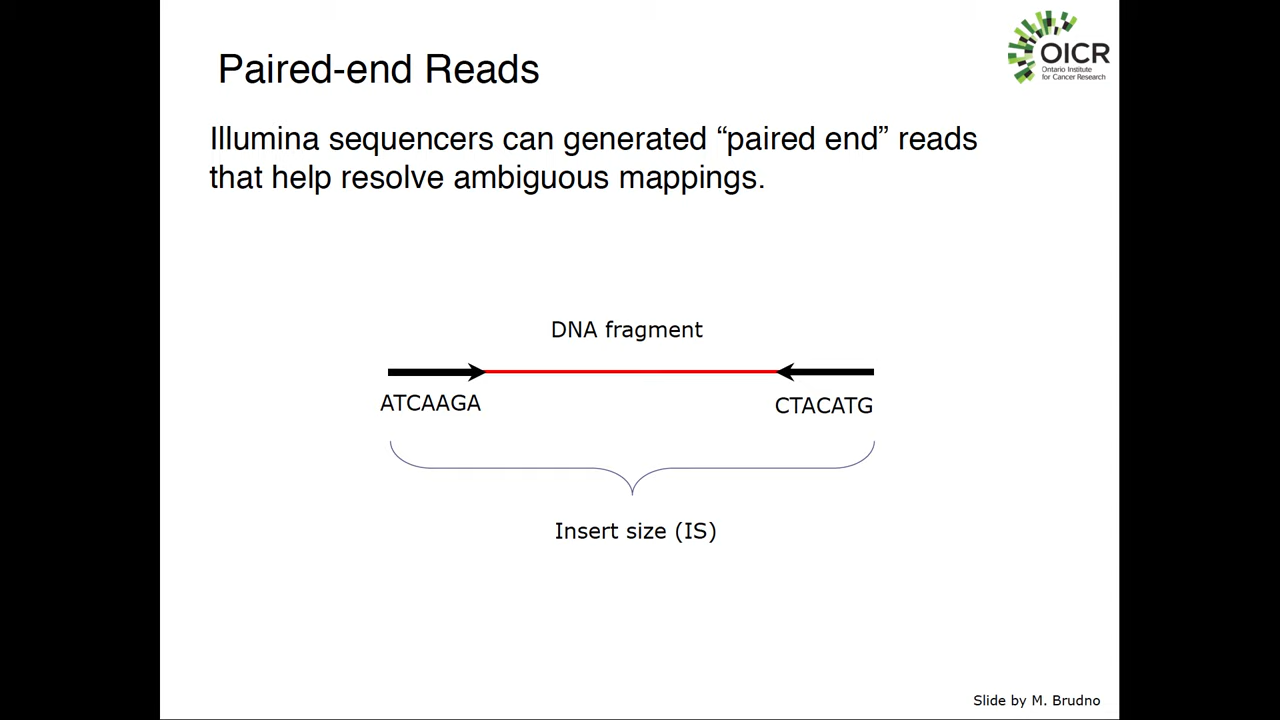 OICR
Ontario Institute
for Cancer Research
Paired-end Reads
Illumina sequencers can generated “paired end” reads
that help resolve ambiguous mappings.
DNA fragment
ATCAAGA
CTACATG
Insert size (IS)
Slide by M. Brudno